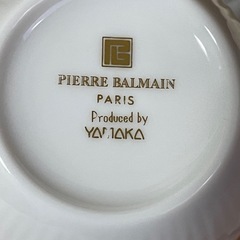 PIERRE BALMAIN
PARIS
Produced by
YAMAKA